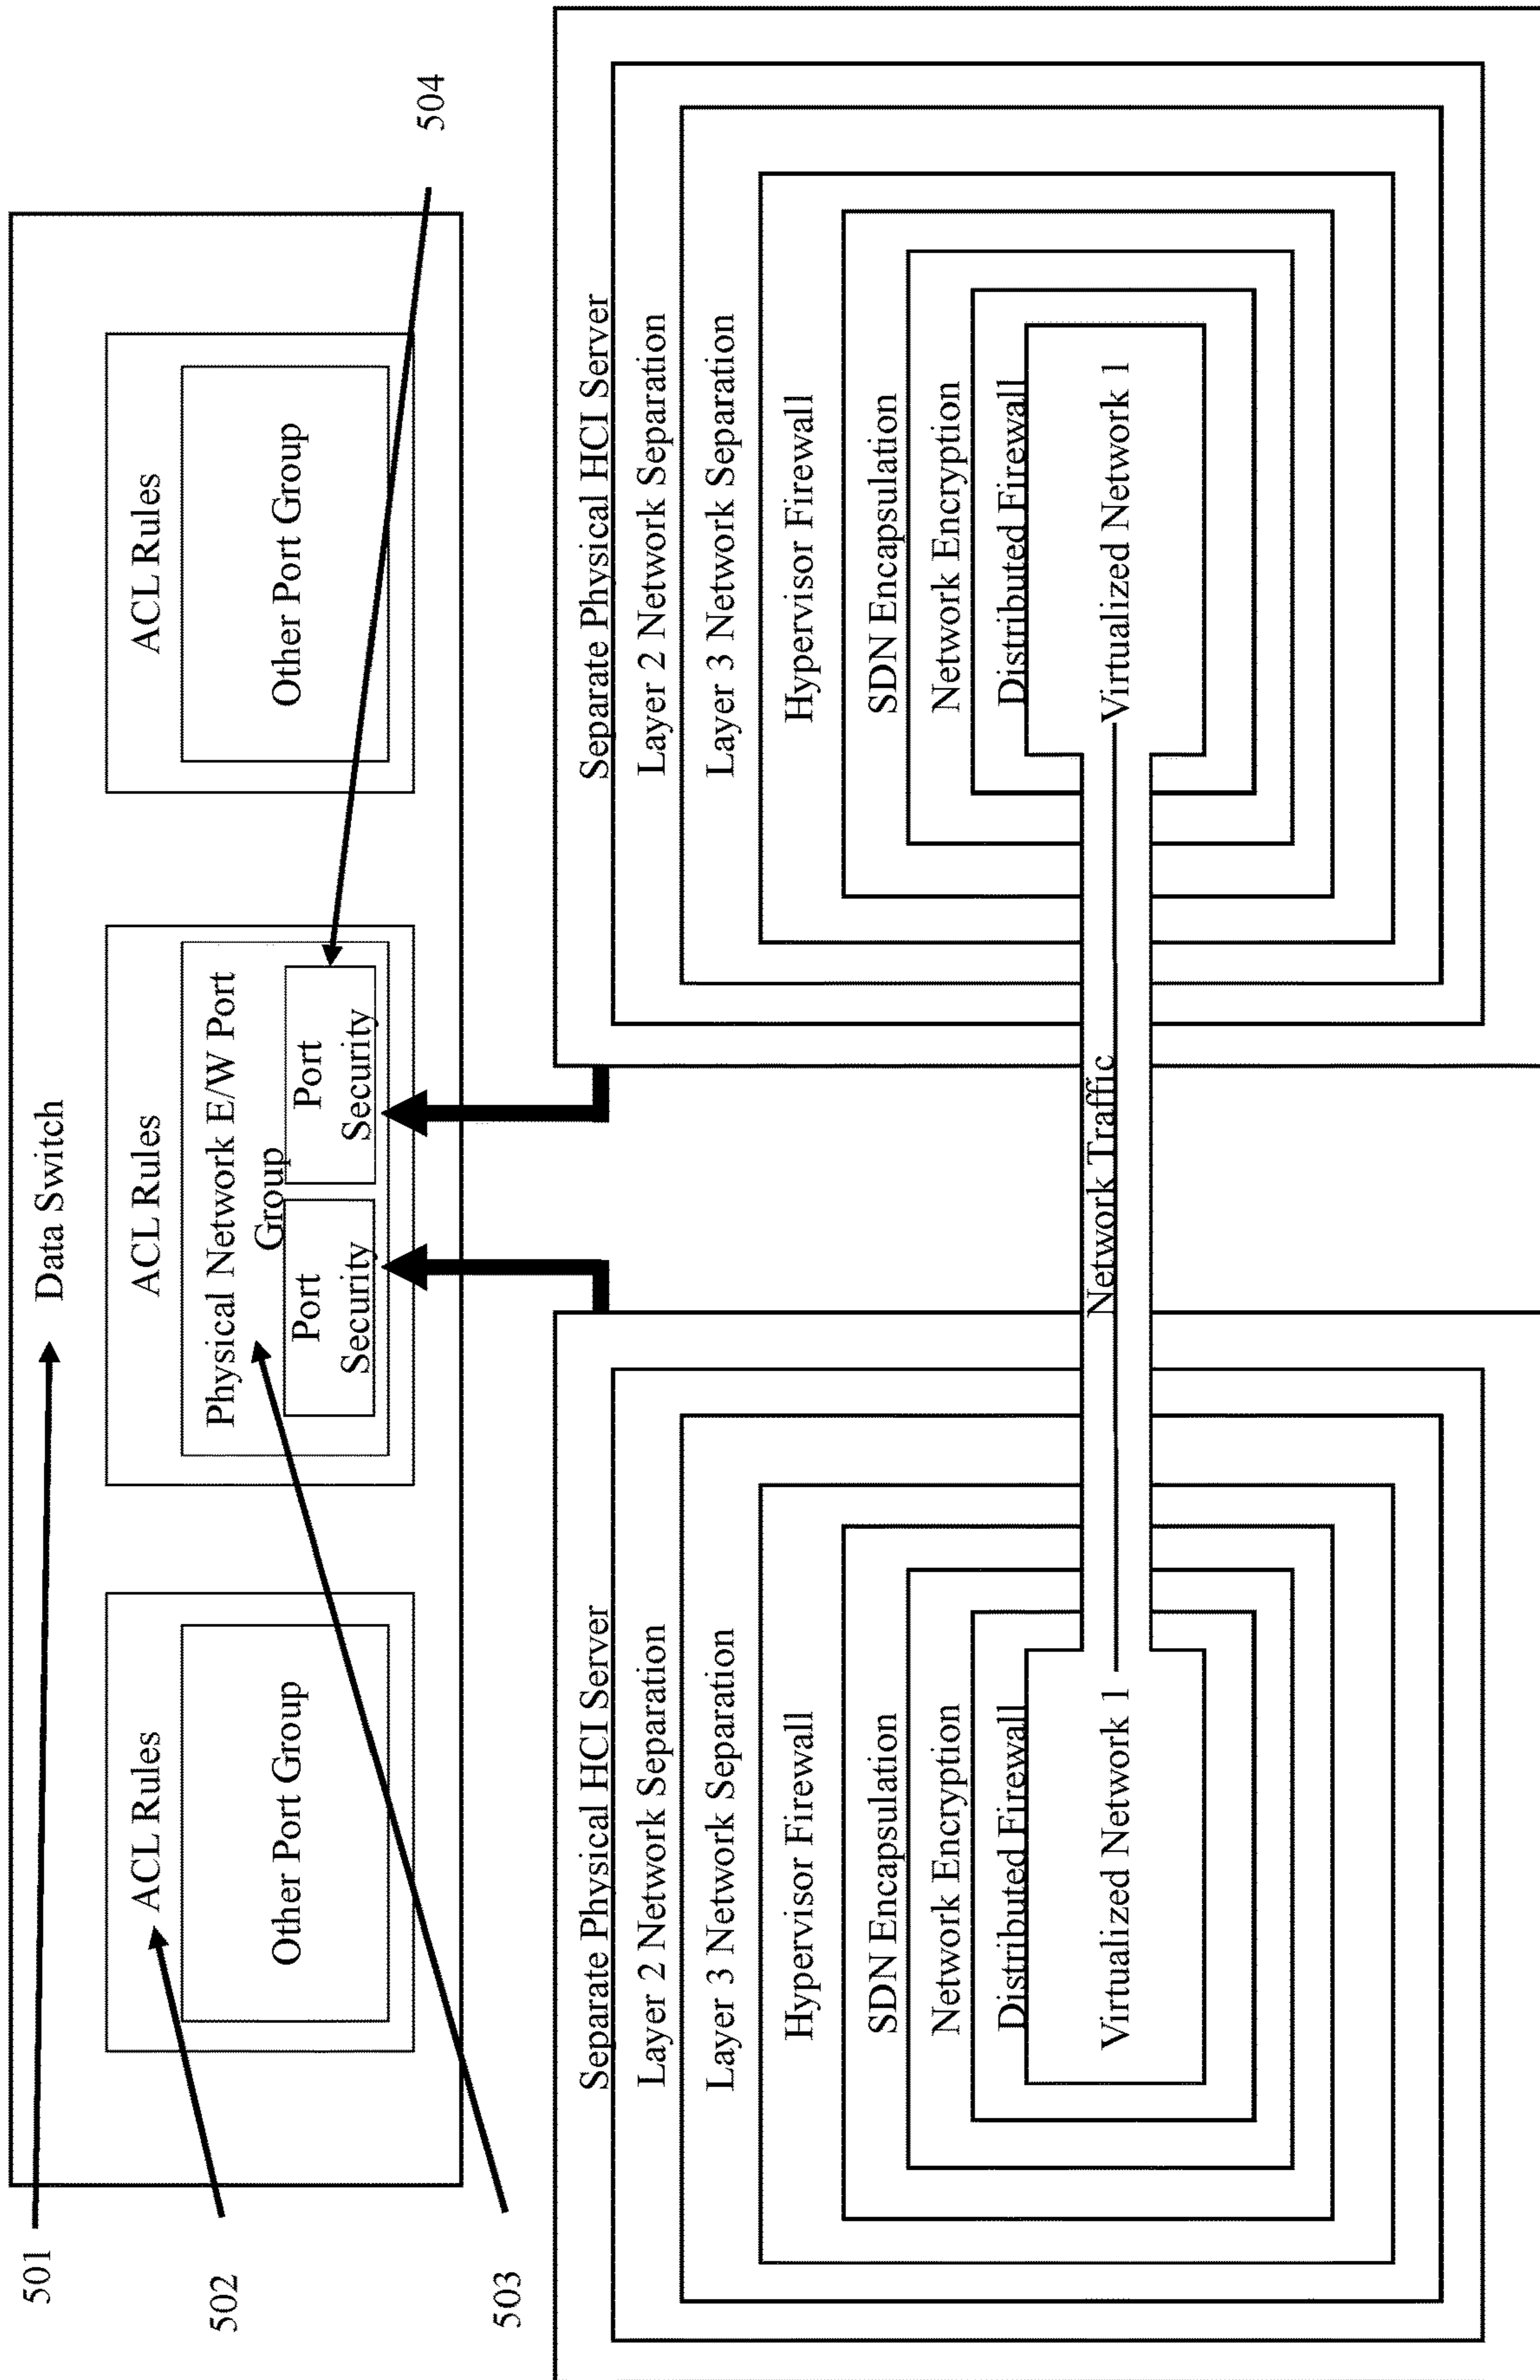 501
Data Switch
502
ACL Rules
Other Port Group
ACL Rules
Physical Network E/W Port
Group
Port
Security
Port
Security
ACL Rules
Other Port Group
503
504
Separate Physical HCI Server
Layer 2 Network Separation
Layer 3 Network Separation
Hypervisor Firewall
SDN Encapsulation
Network Encryption
Distributed Firewall
Virtualized Network 1
Network Traffic
Separate Physical HCI Server
Layer 2 Network Separation
Layer 3 Network Separation
Hypervisor Firewall
SDN Encapsulation
Network Encryption
Distributed Firewall
Virtualized Network 1